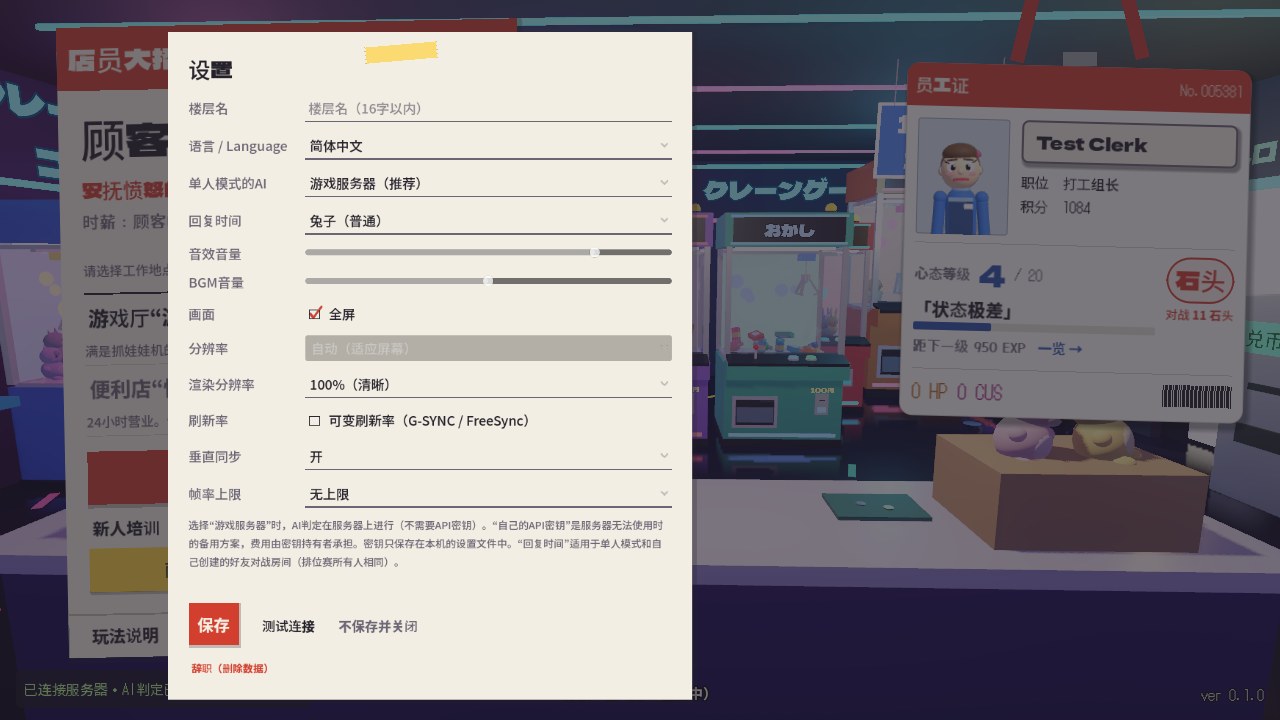 店员大招
顾客
安抚愤怒
时薪：顾客
请选择工作地点
游戏厅“
满是抓娃娃机的
便利店“
24小时营业。
新人培训
玩法说明
已连接服务器・AI判定已
设置
楼层名 楼层名（16字以内）
语言 / Language 简体中文
单人模式的AI 游戏服务器（推荐）
回复时间 兔子（普通）
音效音量
BGM音量
画面 全屏
分辨率 自动（适应屏幕）
渲染分辨率 100%（清晰）
刷新率 可变刷新率（G-SYNC / FreeSync）
垂直同步 开
帧率上限 无上限
选择“游戏服务器”时，AI判定在服务器上进行（不需要API密钥）。“自己的API密钥”是服务器无法使用时
的备用方案，费用由密钥持有者承担。密钥只保存在本机的设置文件中。“回复时间”适用于单人模式和自
己创建的好友对战房间（排位赛所有人相同）。
保存 测试连接 不保存并关闭
辞职（删除数据）
クレーンゲー
おかし
100円
员工证 No. 005381
Test Clerk
职位 打工组长
积分 1084
心态等级 4 / 20
「状态极差」
距下一级 950 EXP 一览 →
石头
对战 11 石头
0 HP 0 CUS
兑币
中）
ver 0.1.0